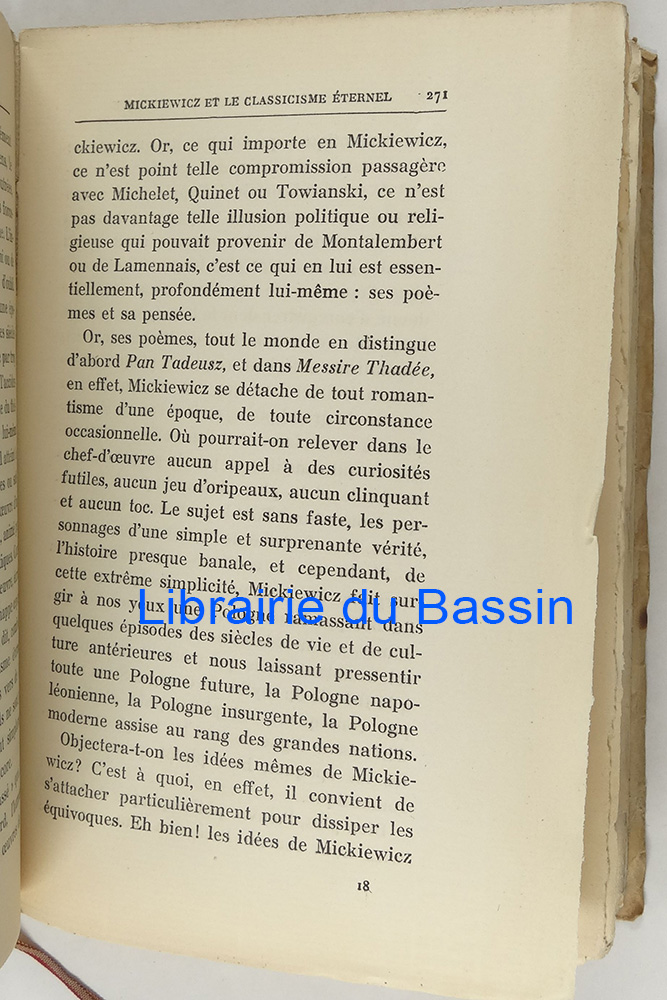 MICKIEWICZ ET LE CLASSICISME ÉTERNEL 271
ckiewicz. Or, ce qui importe en Mickiewicz,
ce n'est point telle compromission passagère
avec Michelet, Quinet ou Towianski, ce n'est
pas davantage telle illusion politique ou reli-
gieuse qui pouvait provenir de Montalembert
ou de Lamennais, c'est ce qui en lui est essen-
tiellement, profondément lui-même : ses poè-
mes et sa pensée.
Or, ses poèmes, tout le monde en distingue
d'abord Pan Tadeusz, et dans Messire Thadée,
en effet, Mickiewicz se détache de tout roman-
tisme d'une époque, de toute circonstance
occasionnelle. Où pourrait-on relever dans le
chef-d'œuvre aucun appel à des curiosités
futiles, aucun jeu d'oripeaux, aucun clinquant
et aucun toc. Le sujet est sans faste, les per-
sonnages d'une simple et surprenante vérité,
l'histoire presque banale, et cependant, de
cette extrême simplicité, Mickiewicz fait sur-
gir à nos yeux une Pologne ramassant dans
Librairie du Bassin
quelques épisodes des siècles de vie et de cul-
ture antérieures et nous laissant pressentir
toute une Pologne future, la Pologne napo-
léonienne, la Pologne insurgente, la Pologne
moderne assise au rang des grandes nations.
Objectera-t-on les idées mêmes de Mickie-
wicz? C'est à quoi, en effet, il convient de
s'attacher particulièrement pour dissiper les
équivoques. Eh bien! les idées de Mickiewicz
18